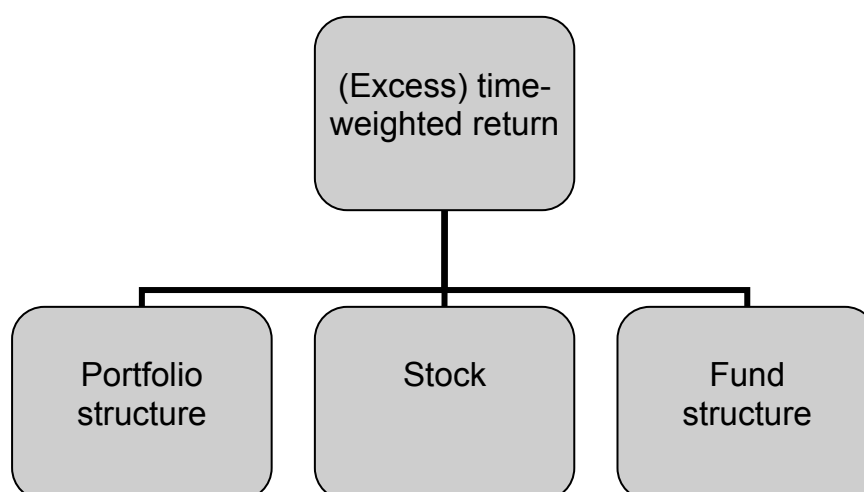 (Excess) time-
weighted return
Portfolio
structure
Stock
Fund
structure